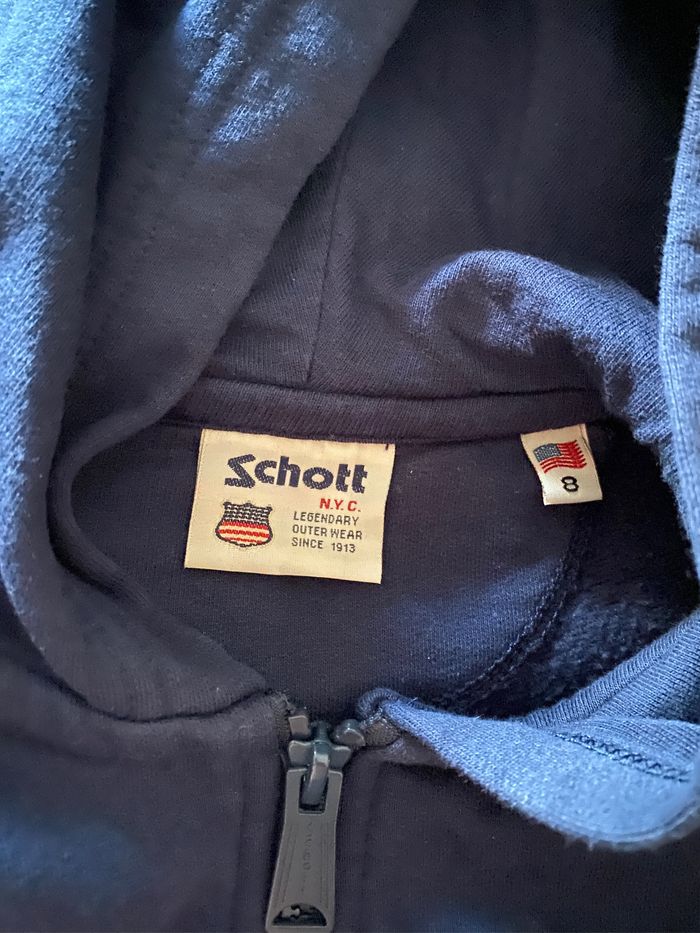 Schott
N.Y.C.
LEGENDARY
OUTER WEAR
SINCE 1913
8